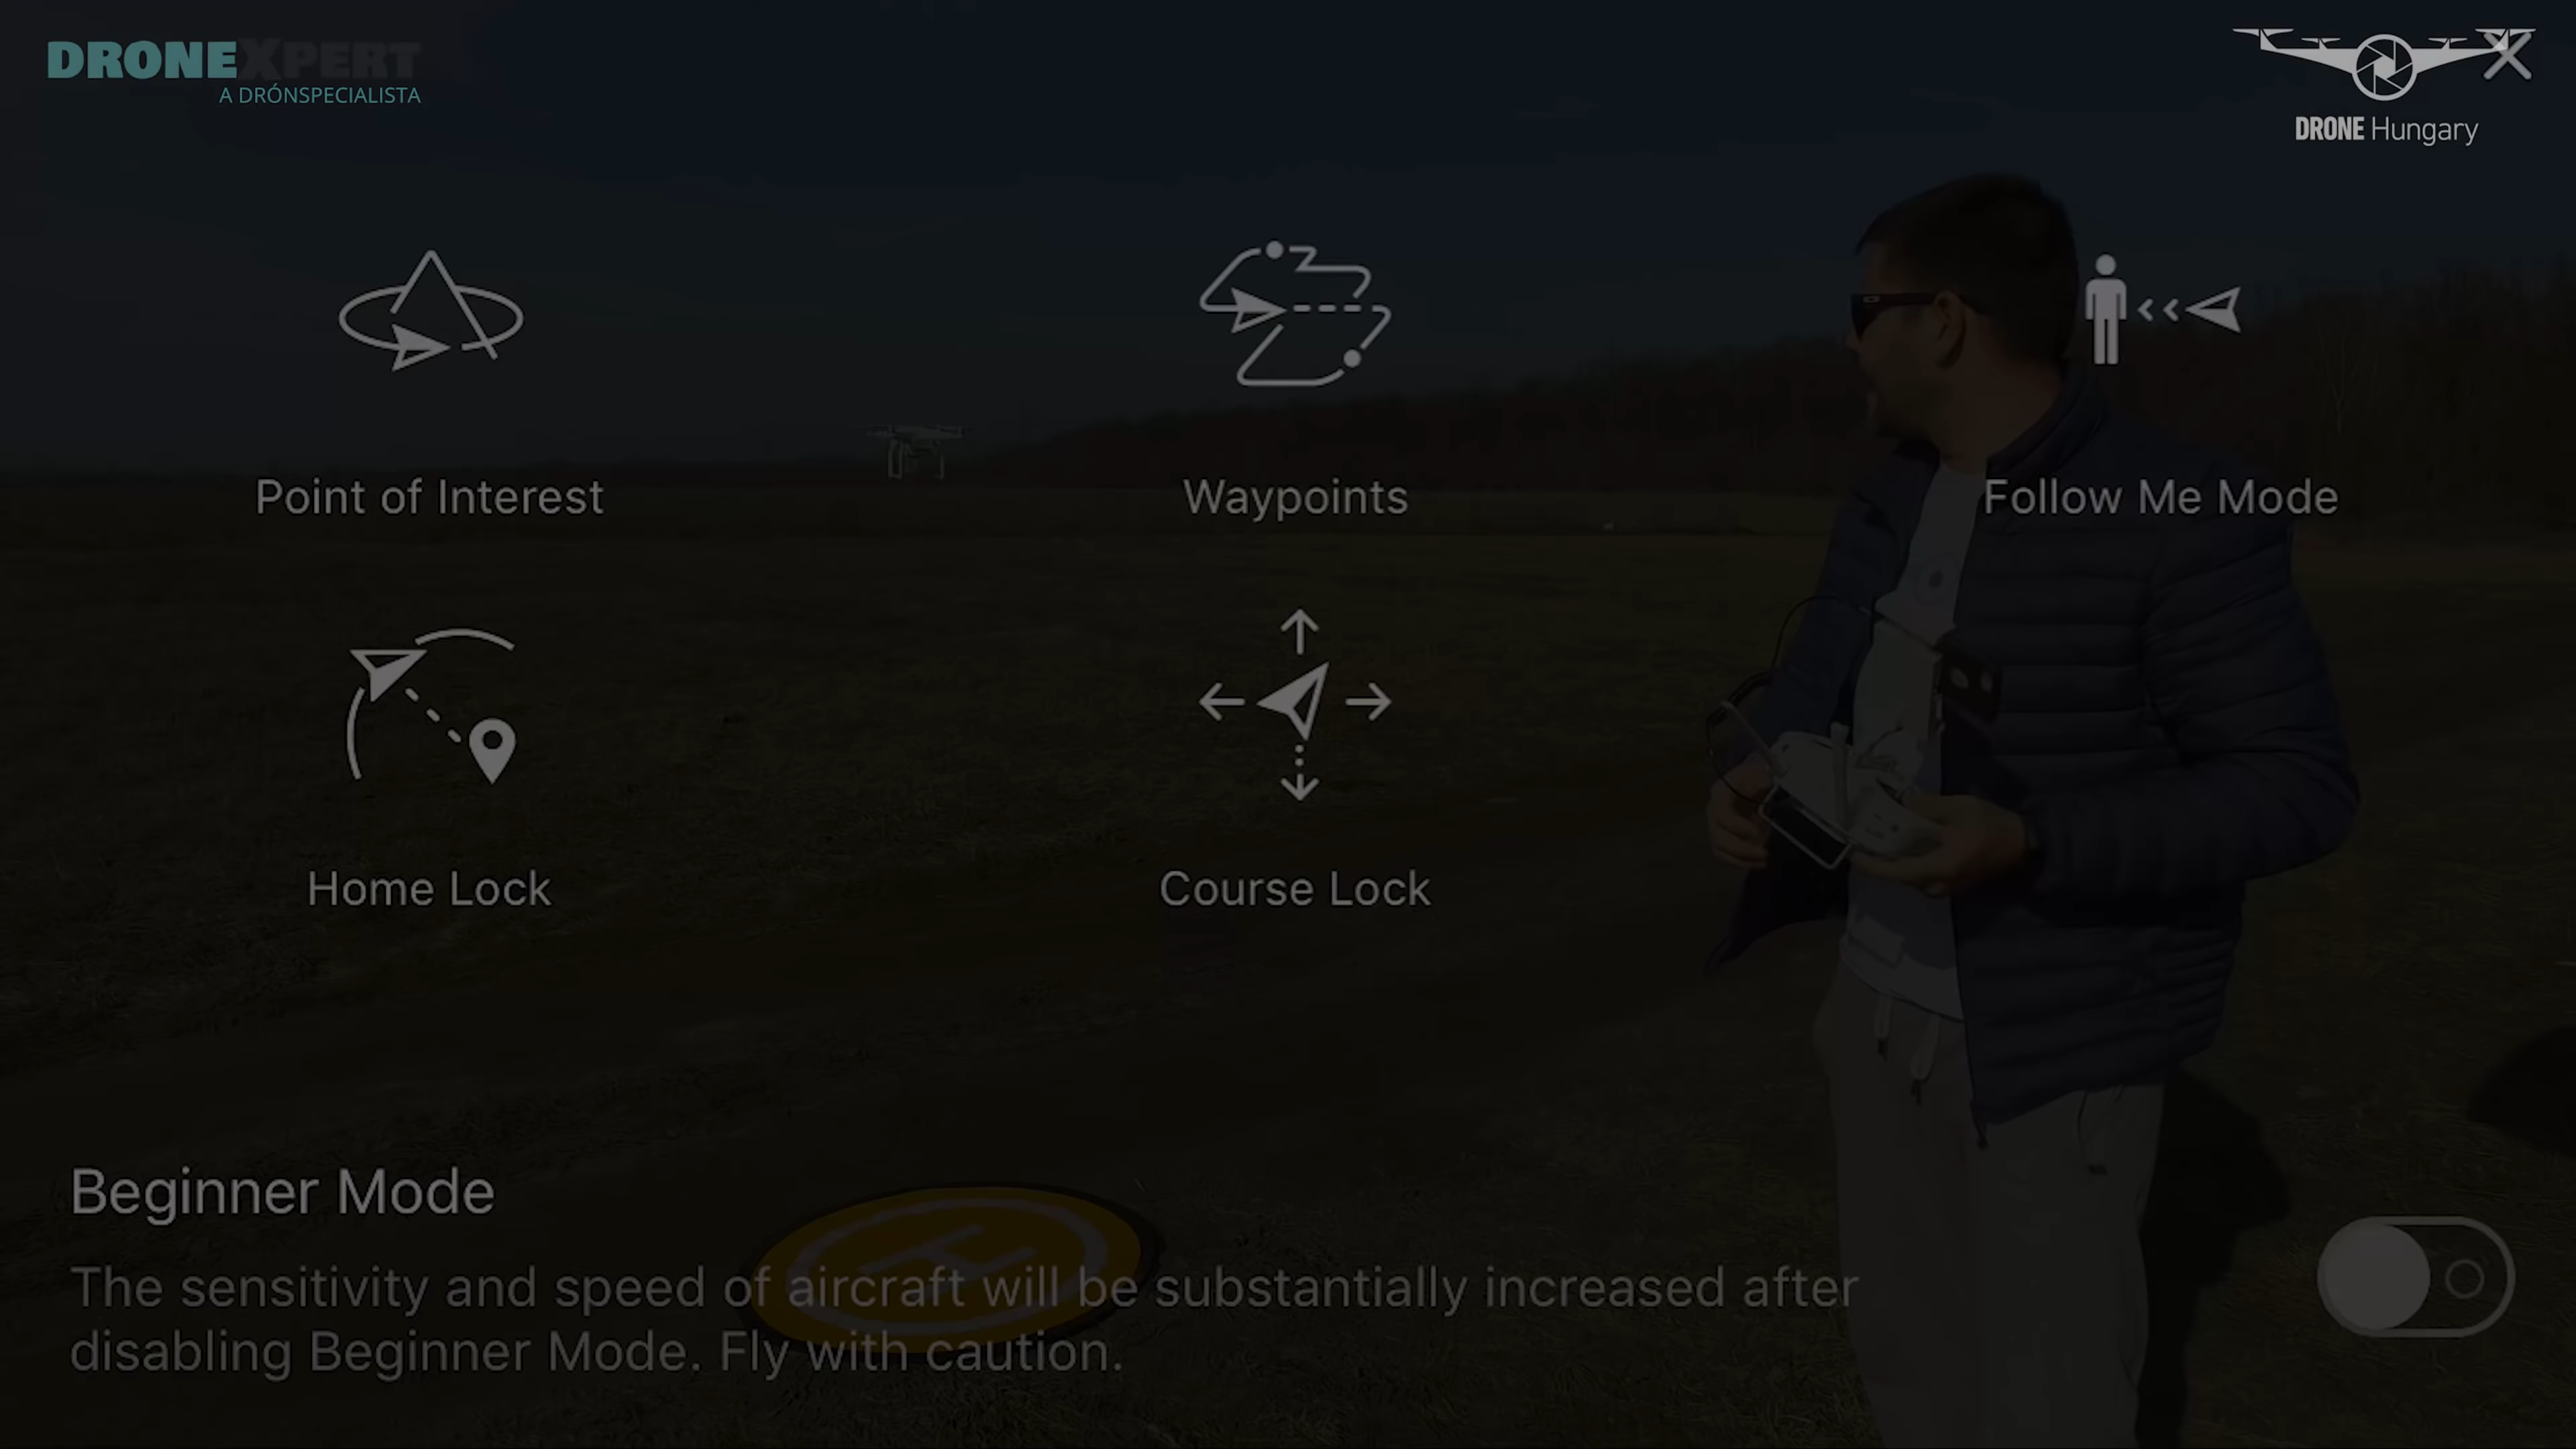 DRONEXPERT
A DRÓNSPECIALISTA
DRONE Hungary
Point of Interest
Waypoints
Follow Me Mode
Home Lock
Course Lock
Beginner Mode
The sensitivity and speed of aircraft will be substantially increased after
disabling Beginner Mode. Fly with caution.
H